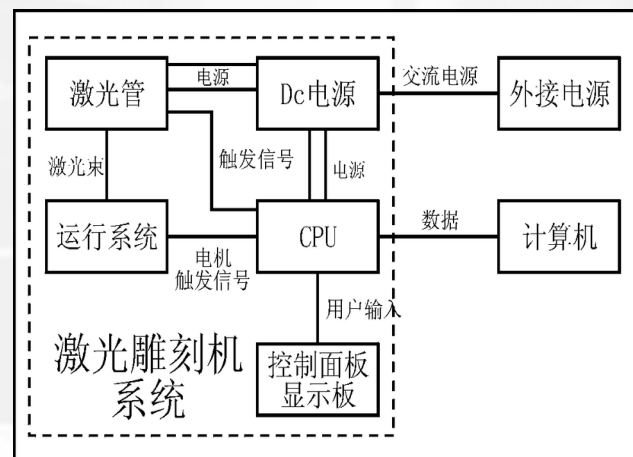 激光管
电源
Dc电源
交流电源
外接电源
激光束
触发信号
电源
运行系统
电机
触发信号
CPU
数据
计算机
用户输入
激光雕刻机
系统
控制面板
显示板